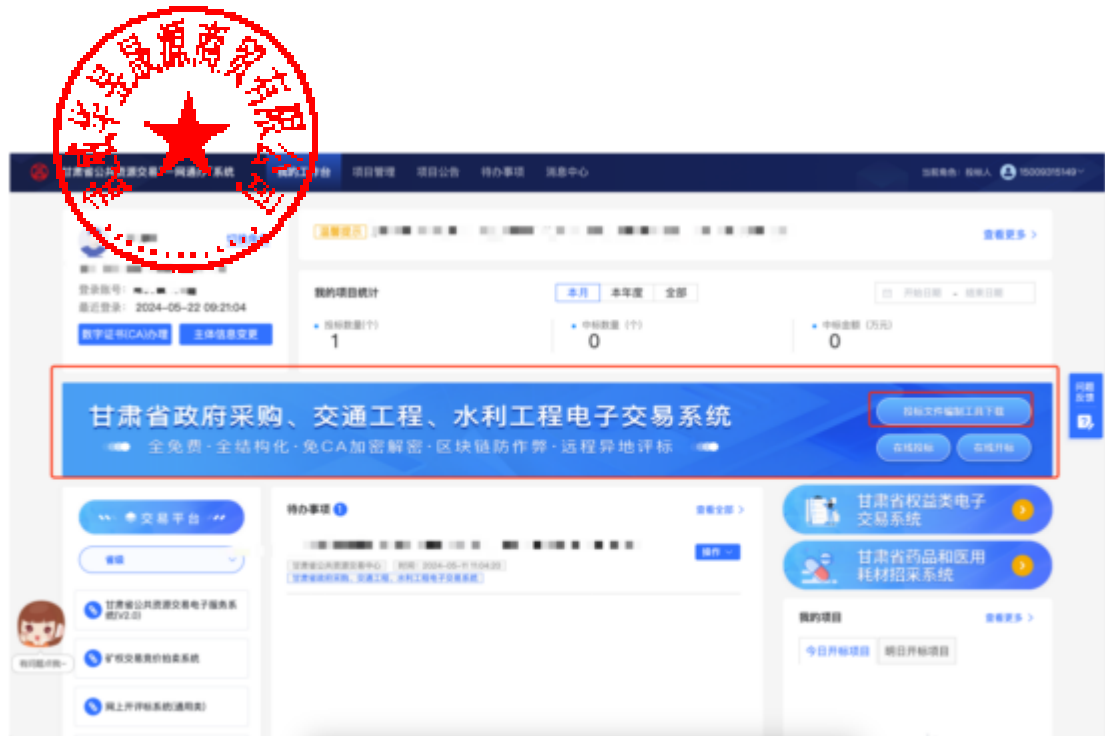 我的工作台 项目管理 项目公告 待办事项 消息中心
当前角色：投标人 15009315149
温馨提示
查看更多 >
登录账号：
最近登录： 2024-05-22 09:21:04
数字证书(CA)办理 主体信息变更
我的项目统计
本月 本年度 全部
开始日期 - 结束日期
投标数量(个)
1
中标数量（个）
0
中标金额（万元）
0
甘肃省政府采购、交通工程、水利工程电子交易系统
全免费·全结构化·免CA加密解密·区块链防作弊·远程异地评标
投标文件编制工具下载
在线投标 在线开标
问题
反馈
交易平台
省级
甘肃省公共资源交易电子服务系
统(V2.0)
矿权交易竞价拍卖系统
网上开评标系统(通用类)
待办事项 1
查看全部 >
操作
甘肃省公共资源交易中心 时间：2024-05-11 11:04:20
甘肃省政府采购、交通工程、水利工程电子交易系统
甘肃省权益类电子
交易系统
甘肃省药品和医用
耗材招采系统
我的项目
查看更多 >
今日开标项目 明日开标项目
有问题点我~